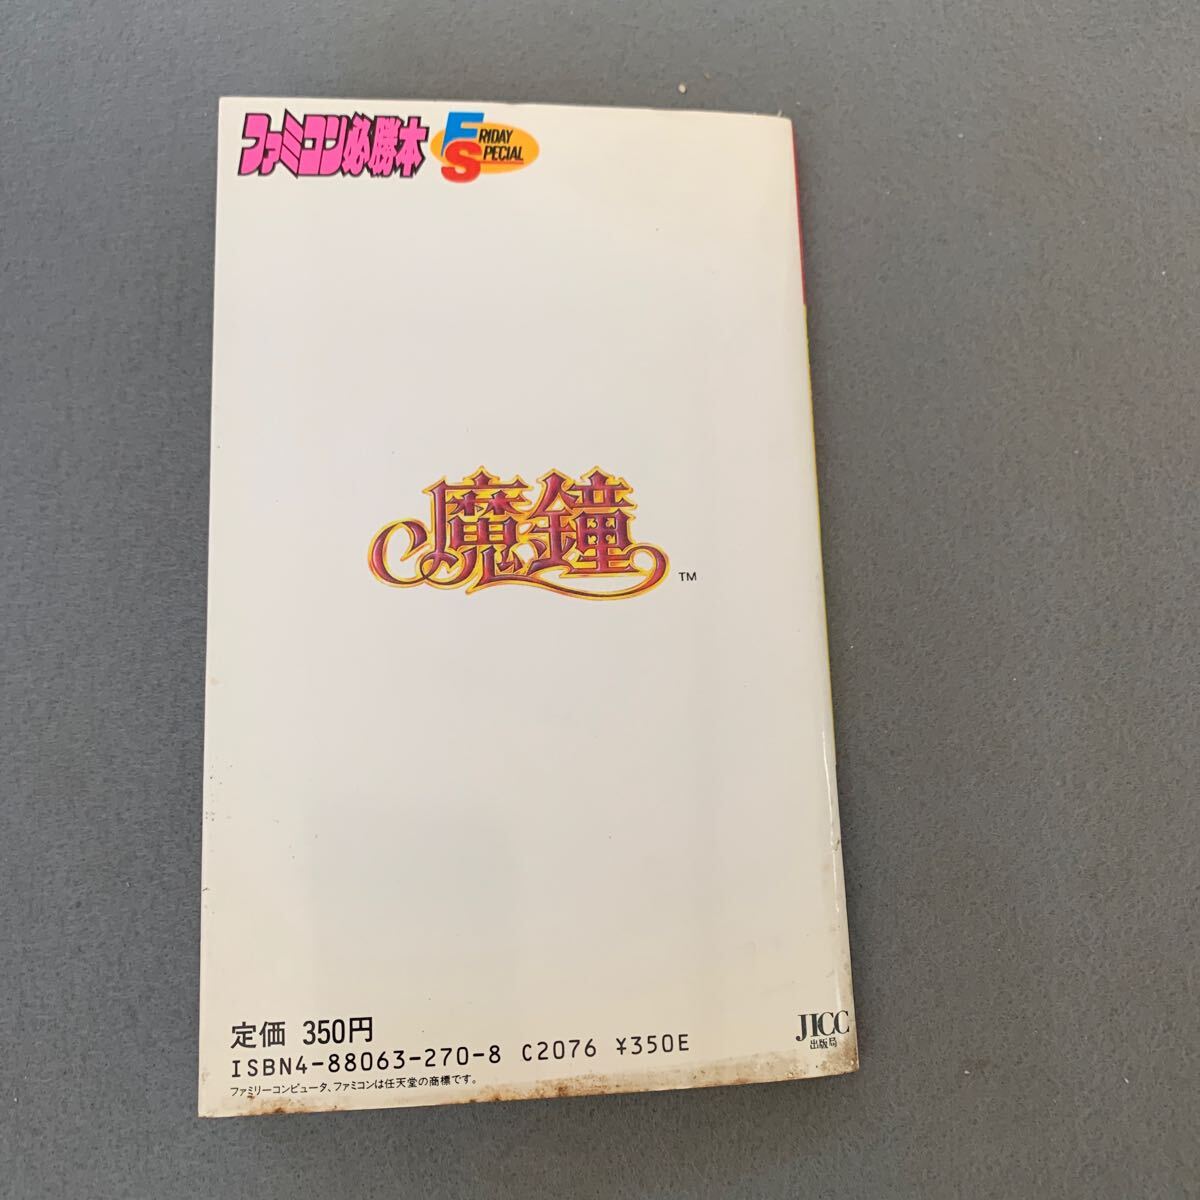 ファミコン必勝本
FRIDAY
SPECIAL
魔鐘
TM
定価 350円
ISBN4-88063-270-8 C2076 ¥350E
ファミリーコンピュータ、ファミコンは任天堂の商標です。
JICC
出版局